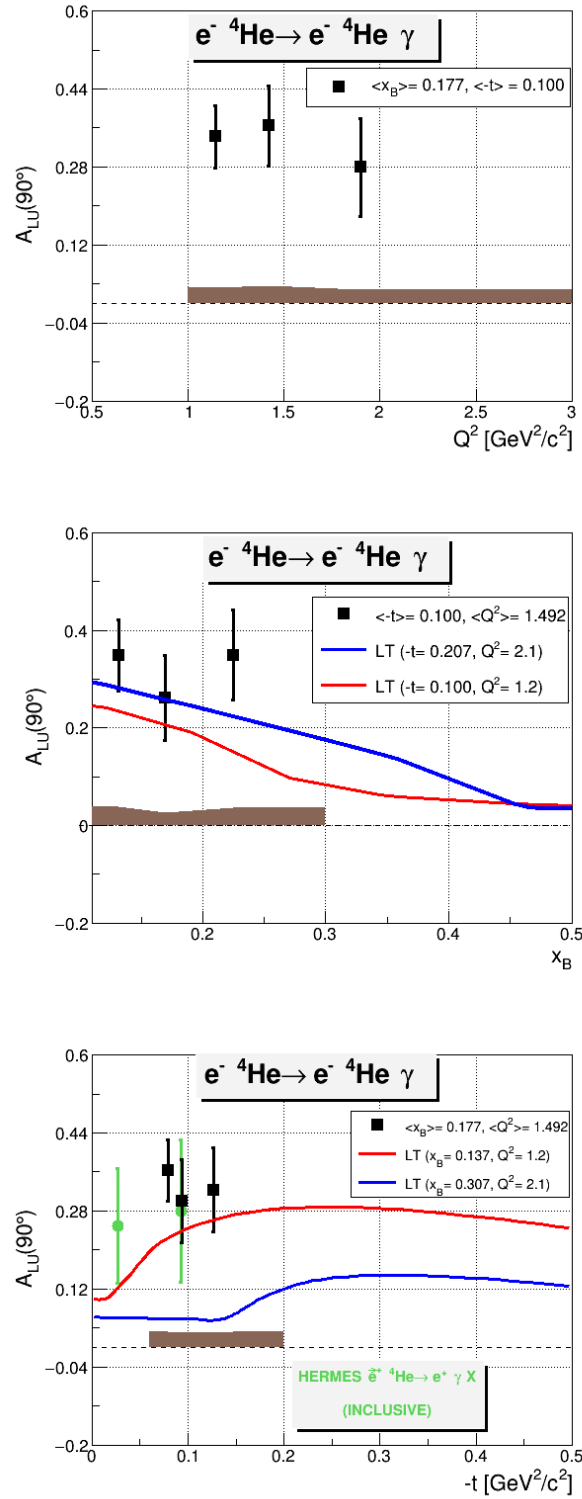 e⁻ ⁴He→ e⁻ ⁴He γ
0.6
0.44
<x_B>= 0.177, <-t> = 0.100
0.28
A_LU(90°)
0.12
−0.04
−0.2
0.5 1 1.5 2 2.5 3
Q² [GeV²/c²]
0.6
e⁻ ⁴He→ e⁻ ⁴He γ
<-t>= 0.100, <Q²>= 1.492
0.4
LT (-t= 0.207, Q²= 2.1)
LT (-t= 0.100, Q²= 1.2)
A_LU(90°)
0.2
0
−0.2
0.2 0.3 0.4 0.5
x_B
0.6
e⁻ ⁴He→ e⁻ ⁴He γ
0.44
<x_B>= 0.177, <Q²>= 1.492
LT (x_B= 0.137, Q²= 1.2)
LT (x_B= 0.307, Q²= 2.1)
A_LU(90°)
0.28
0.12
−0.04
HERMES e⃗⁺ ⁴He→ e⁺ γ X
(INCLUSIVE)
−0.2
0 0.1 0.2 0.3 0.4 0.5
-t [GeV²/c²]